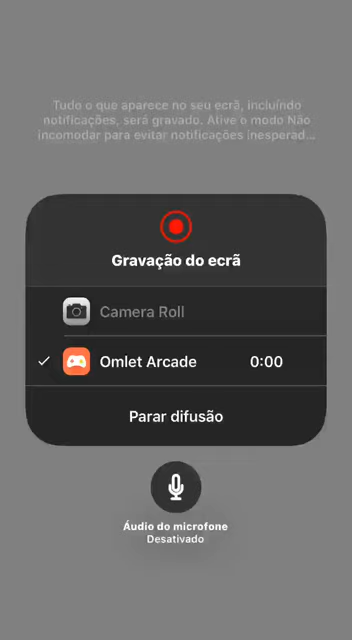 Tudo o que aparece no seu ecrã, incluindo
notificações, será gravado. Ative o modo Não
incomodar para evitar notificações inesperad...
Gravação do ecrã
Camera Roll
Omlet Arcade 0:00
Parar difusão
Áudio do microfone
Desativado